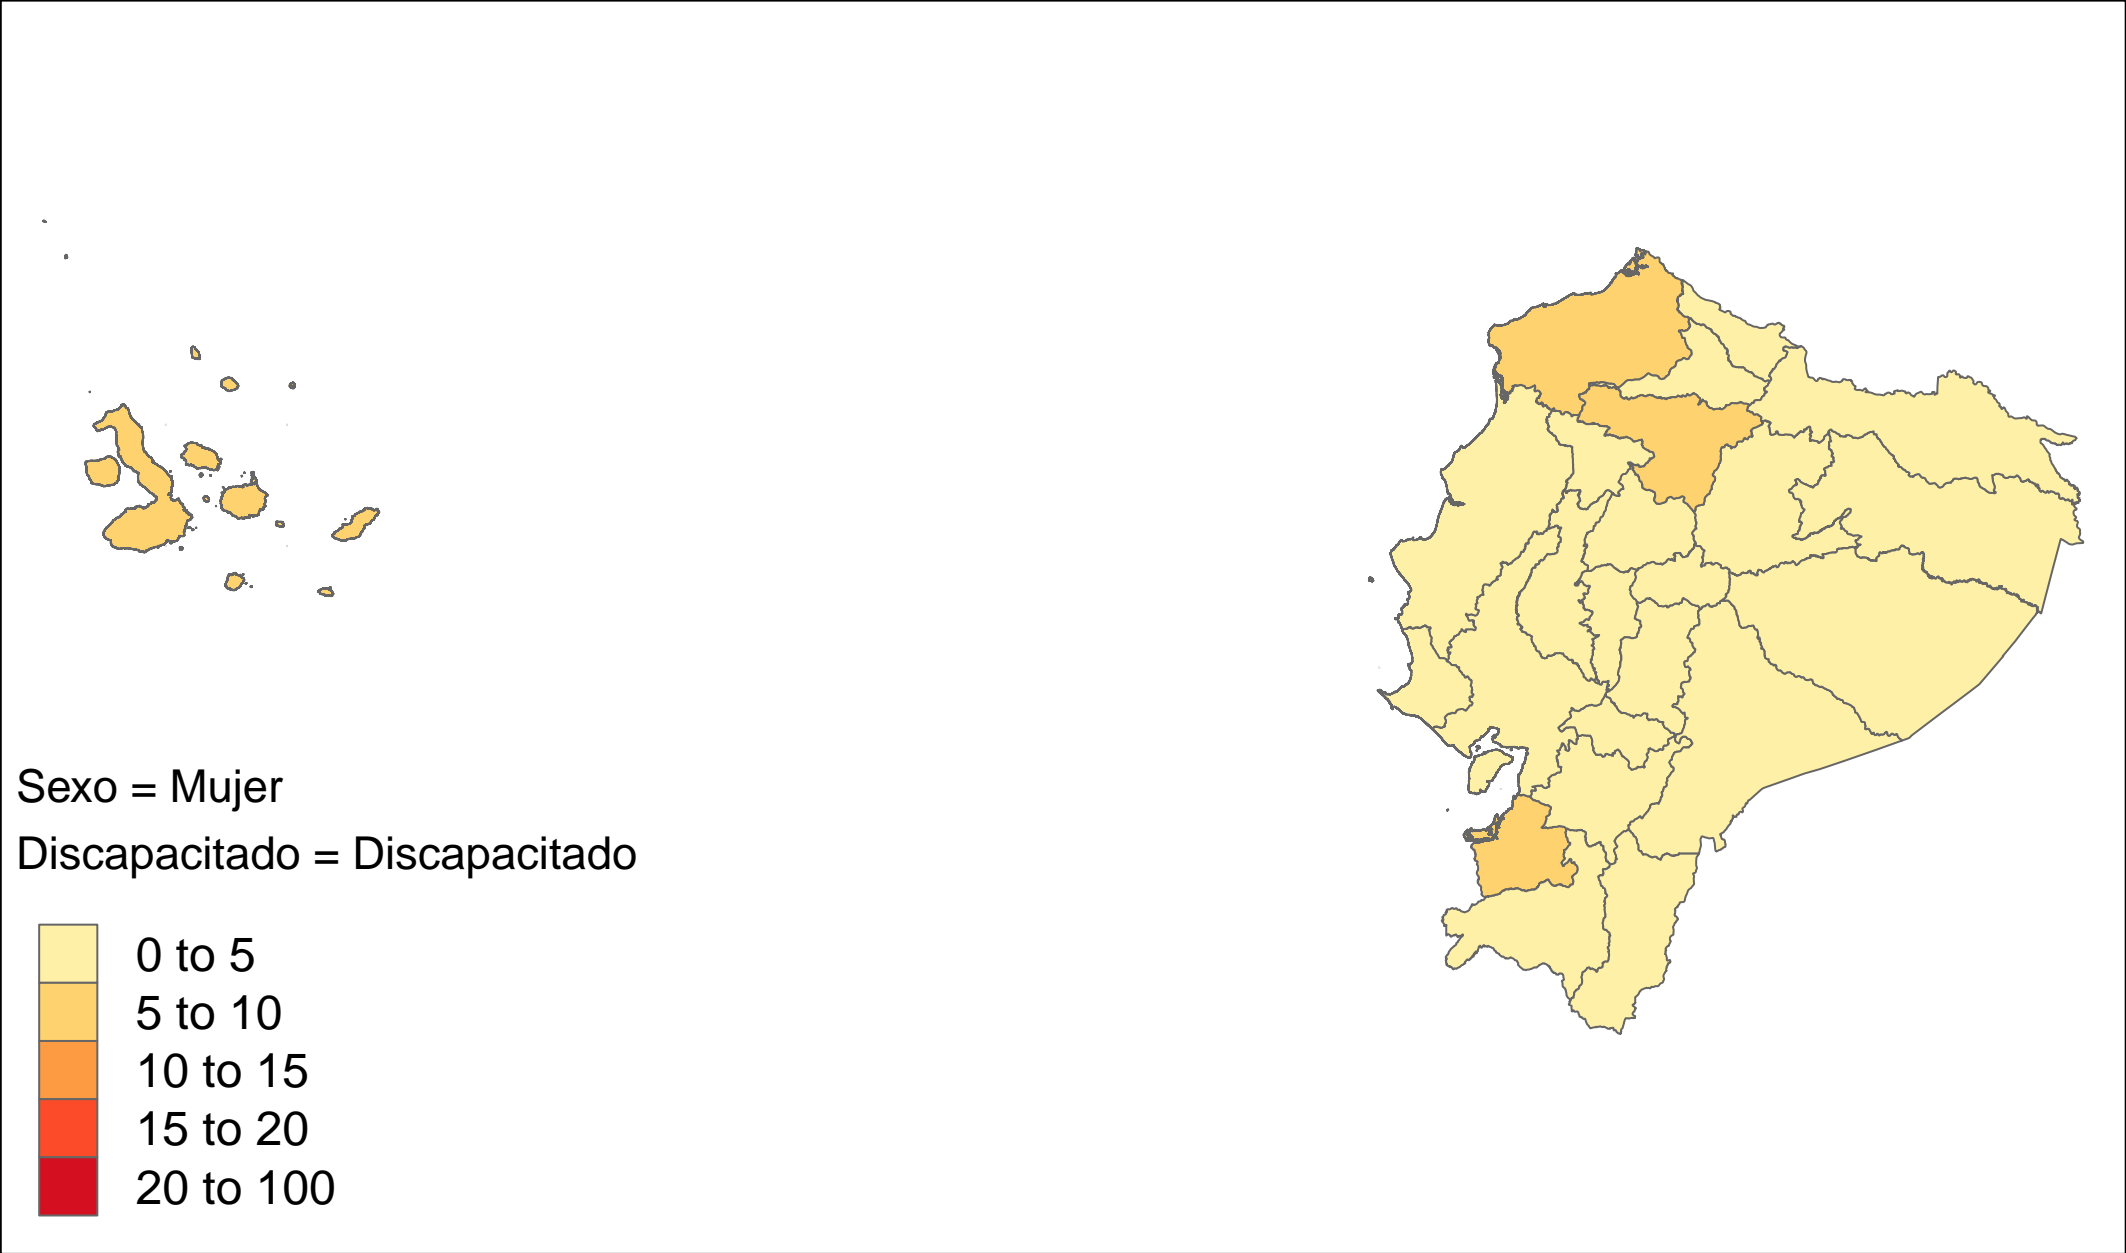 Sexo = Mujer
Discapacitado = Discapacitado
0 to 5
5 to 10
10 to 15
15 to 20
20 to 100